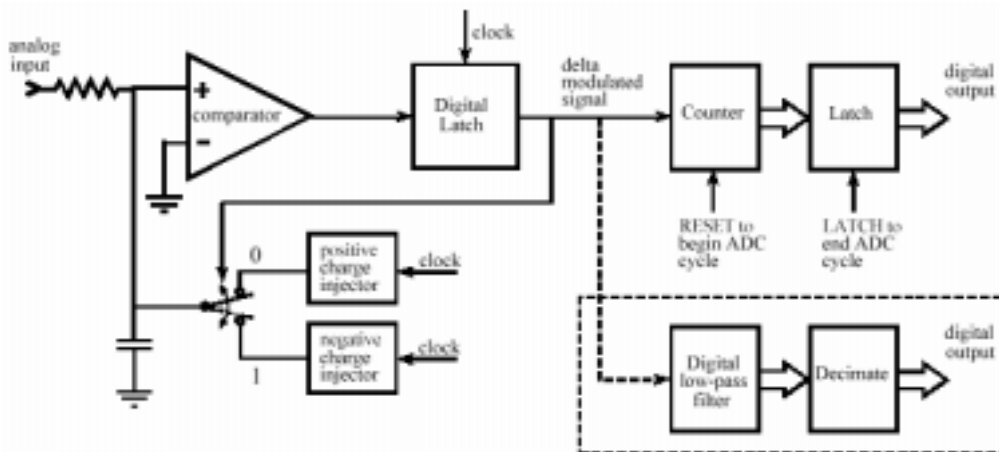 analog
input
clock
+
comparator
-
Digital
Latch
delta
modulated
signal
Counter
Latch
digital
output
RESET to
begin ADC
cycle
LATCH to
end ADC
cycle
0
positive
charge
injector
clock
negative
charge
injector
clock
1
Digital
low-pass
filter
Decimate
digital
output